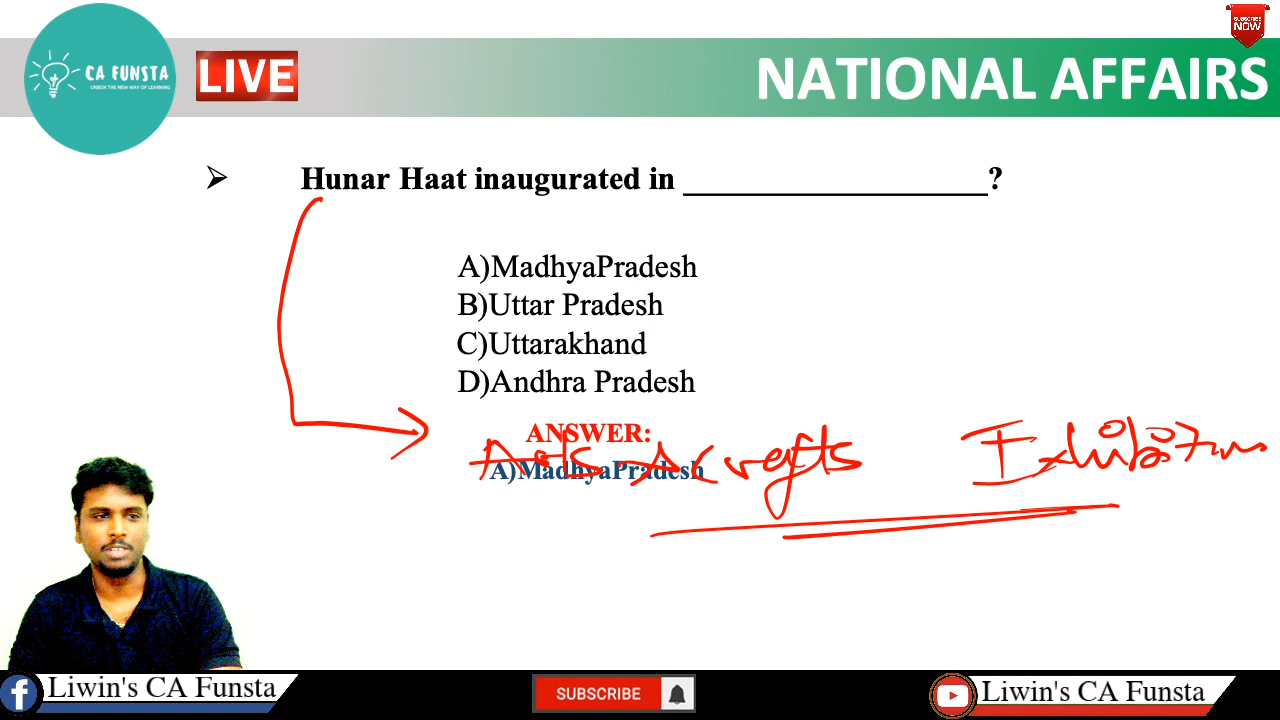 SUBSCRIBE
NOW
CA FUNSTA
UNBOX THE NEW WAY OF LEARNING
LIVE
NATIONAL AFFAIRS
➢ Hunar Haat inaugurated in ___________________?
A)MadhyaPradesh
B)Uttar Pradesh
C)Uttarakhand
D)Andhra Pradesh
ANSWER:
A)MadhyaPradesh
Arts & Crafts Exhibition
Liwin's CA Funsta
SUBSCRIBE
Liwin's CA Funsta